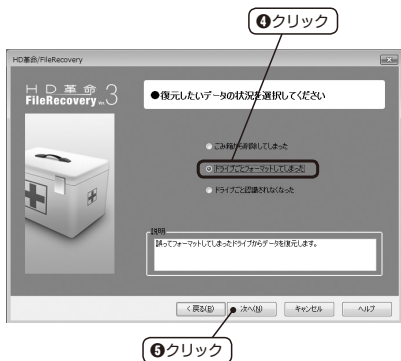 ❹クリック
HD革命/FileRecovery
HD革命
FileRecovery Ver.3
●復元したいデータの状況を選択してください
ごみ箱から削除してしまった
ドライブごとフォーマットしてしまった
ドライブごと認識されなくなった
説明
誤ってフォーマットしてしまったドライブからデータを復元します。
< 戻る(B) 次へ(N) キャンセル ヘルプ
❺クリック